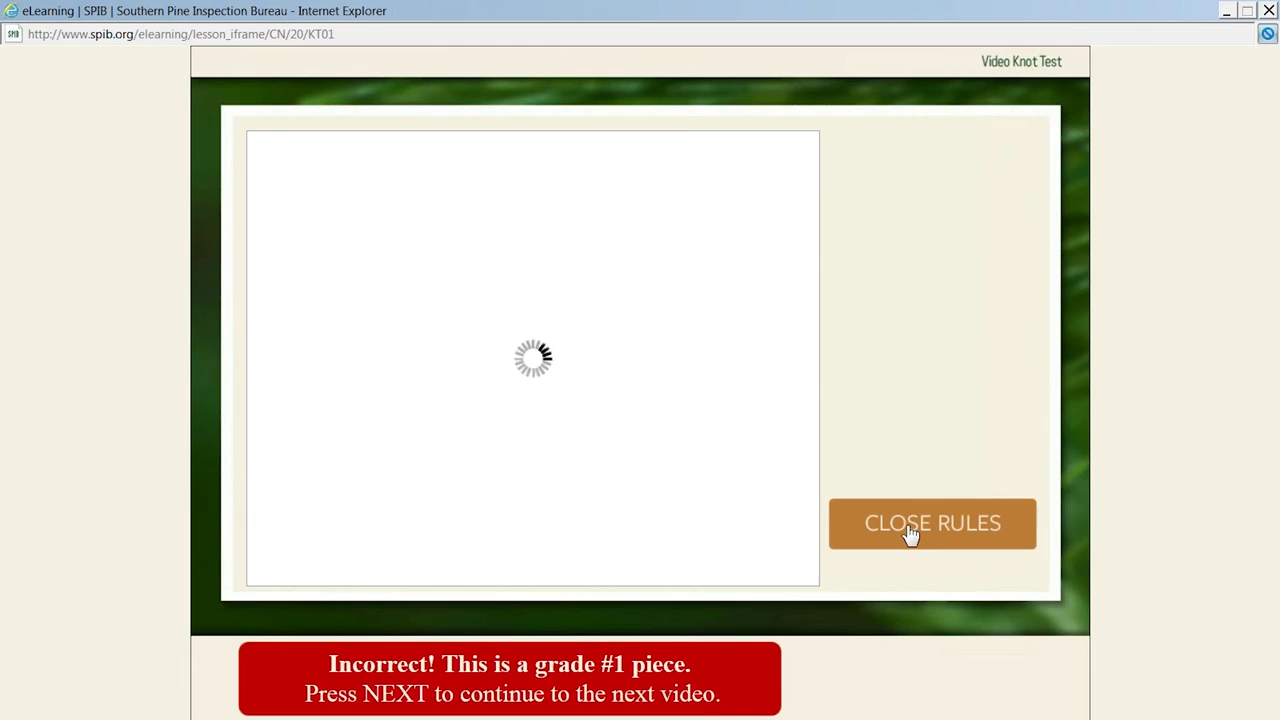 eLearning | SPIB | Southern Pine Inspection Bureau - Internet Explorer
SPIB http://www.spib.org/elearning/lesson_iframe/CN/20/KT01
Video Knot Test
CLOSE RULES
Incorrect! This is a grade #1 piece.
Press NEXT to continue to the next video.